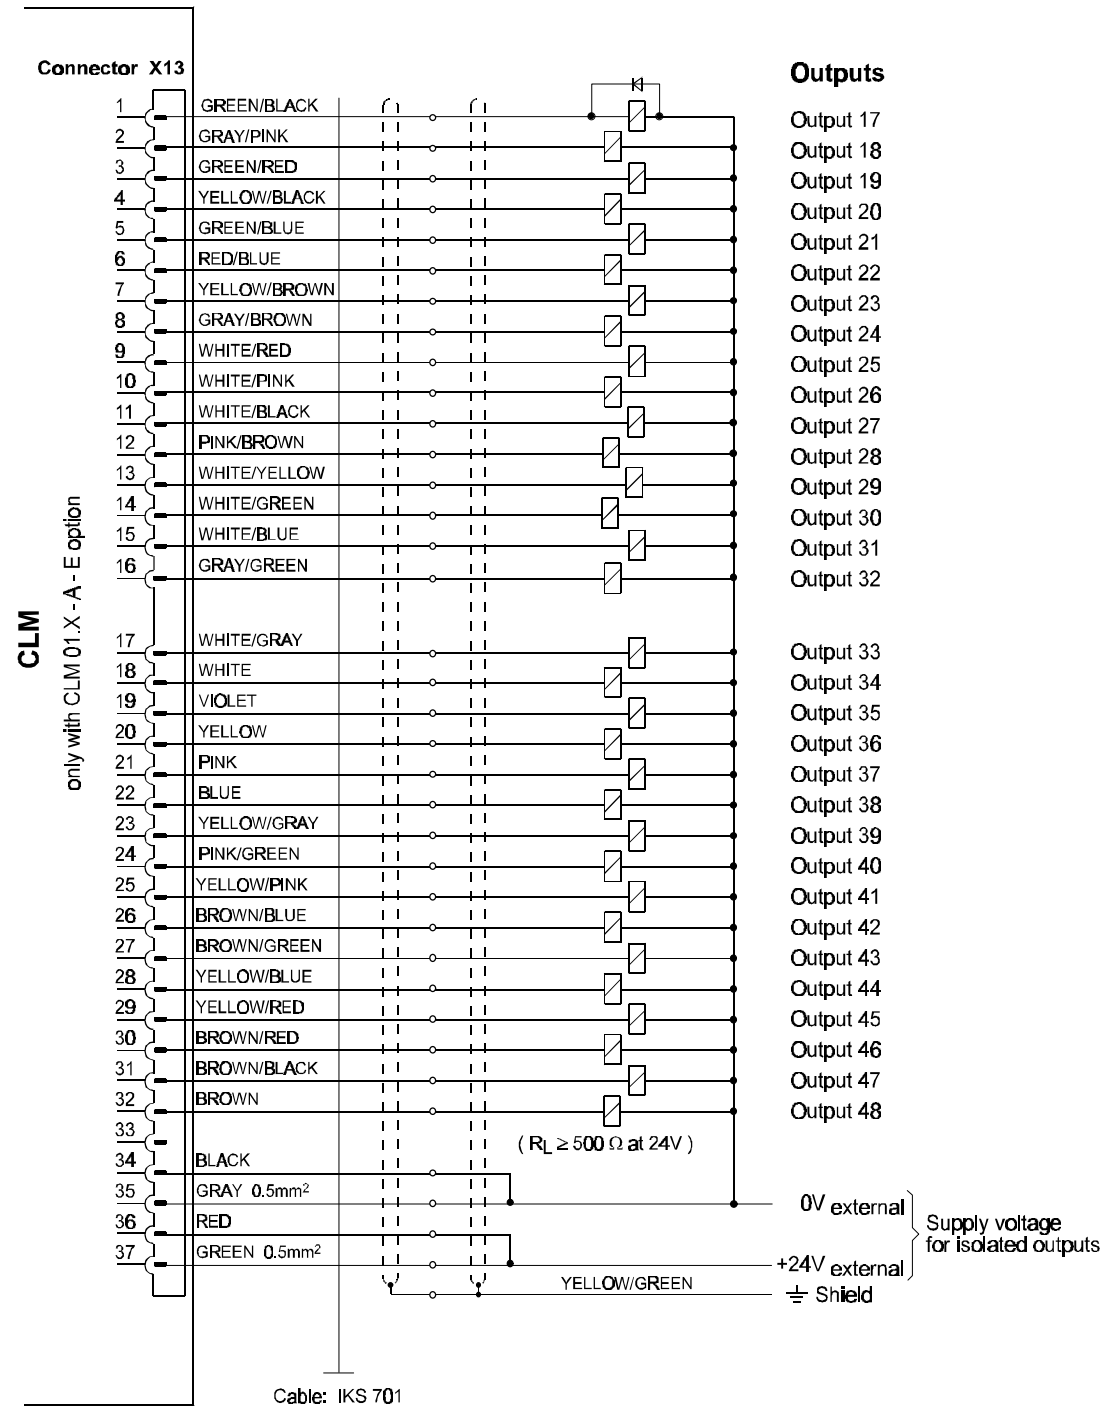 Connector X13
Outputs
1 GREEN/BLACK Output 17
2 GRAY/PINK Output 18
3 GREEN/RED Output 19
4 YELLOW/BLACK Output 20
5 GREEN/BLUE Output 21
6 RED/BLUE Output 22
7 YELLOW/BROWN Output 23
8 GRAY/BROWN Output 24
9 WHITE/RED Output 25
10 WHITE/PINK Output 26
11 WHITE/BLACK Output 27
12 PINK/BROWN Output 28
13 WHITE/YELLOW Output 29
14 WHITE/GREEN Output 30
15 WHITE/BLUE Output 31
16 GRAY/GREEN Output 32
CLM
only with CLM 01.X - A - E option
17 WHITE/GRAY Output 33
18 WHITE Output 34
19 VIOLET Output 35
20 YELLOW Output 36
21 PINK Output 37
22 BLUE Output 38
23 YELLOW/GRAY Output 39
24 PINK/GREEN Output 40
25 YELLOW/PINK Output 41
26 BROWN/BLUE Output 42
27 BROWN/GREEN Output 43
28 YELLOW/BLUE Output 44
29 YELLOW/RED Output 45
30 BROWN/RED Output 46
31 BROWN/BLACK Output 47
32 BROWN Output 48
33
( RL ≥ 500 Ω at 24V )
34 BLACK
35 GRAY 0.5mm² 0V external
36 RED
Supply voltage
for isolated outputs
37 GREEN 0.5mm² +24V external
YELLOW/GREEN Shield
Cable: IKS 701